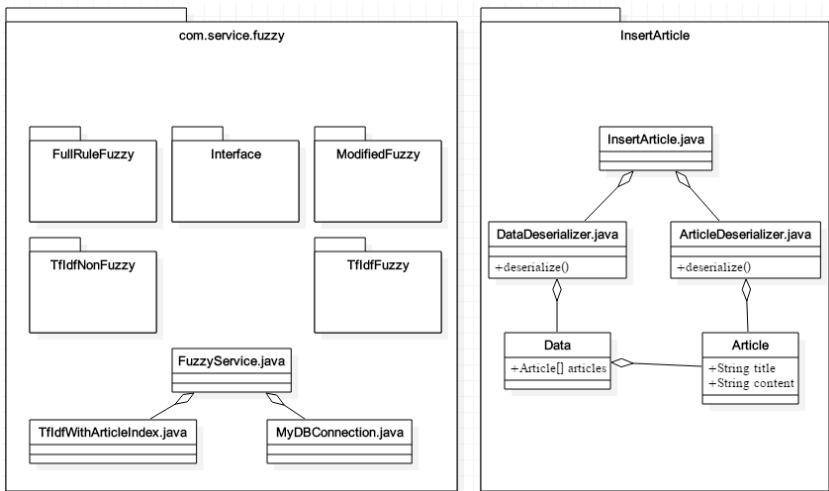 com.service.fuzzy
FullRuleFuzzy
Interface
ModifiedFuzzy
TfIdfNonFuzzy
TfIdfFuzzy
FuzzyService.java
TfIdfWithArticleIndex.java
MyDBConnection.java
InsertArticle
InsertArticle.java
DataDeserializer.java
+deserialize()
ArticleDeserializer.java
+deserialize()
Data
+Article[] articles
Article
+String title
+String content